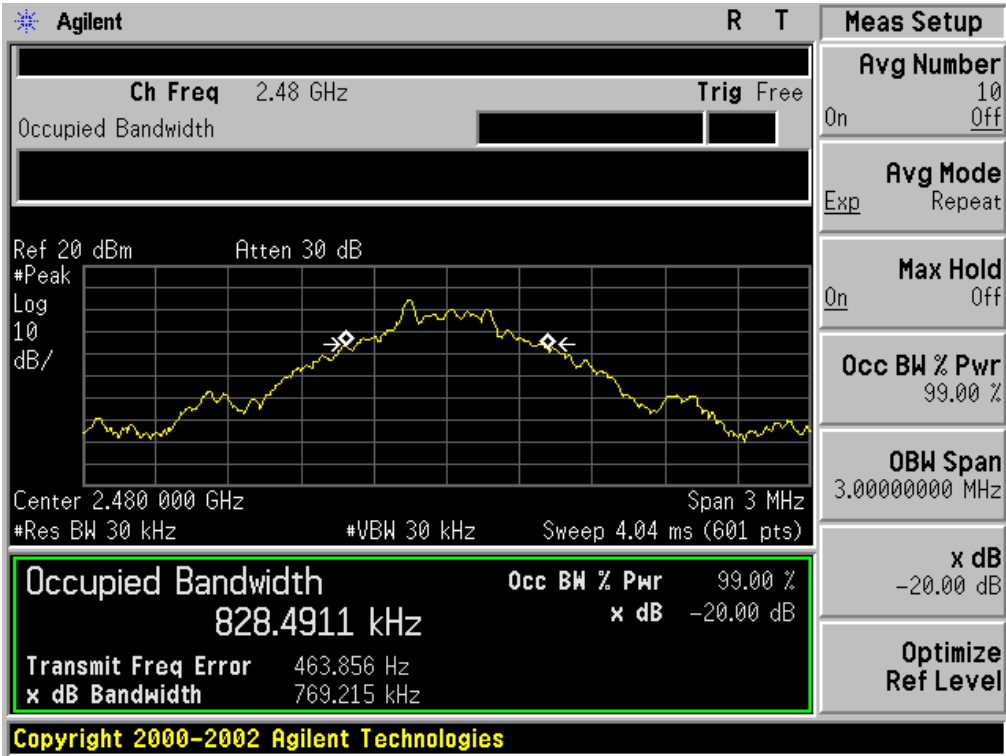 Agilent R T
Meas Setup
Ch Freq 2.48 GHz Trig Free
Occupied Bandwidth
Ref 20 dBm Atten 30 dB
#Peak
Log
10
dB/
Center 2.480 000 GHz Span 3 MHz
#Res BW 30 kHz #VBW 30 kHz Sweep 4.04 ms (601 pts)
Occupied Bandwidth
828.4911 kHz
Occ BW % Pwr 99.00 %
x dB -20.00 dB
Transmit Freq Error 463.856 Hz
x dB Bandwidth 769.215 kHz
Copyright 2000-2002 Agilent Technologies
Avg Number
10
On Off
Avg Mode
Exp Repeat
Max Hold
On Off
Occ BW % Pwr
99.00 %
OBW Span
3.00000000 MHz
x dB
-20.00 dB
Optimize
Ref Level